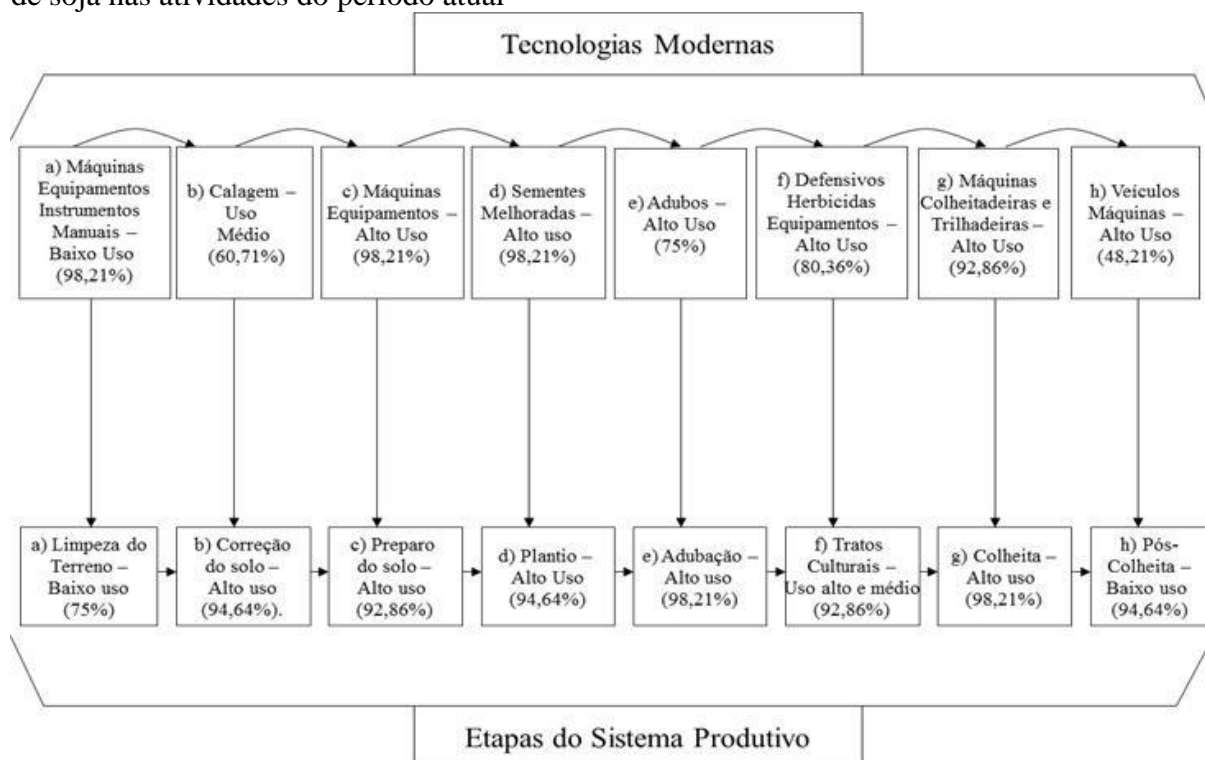 de soja nas atividades do período atual
Tecnologias Modernas
a) Máquinas
Equipamentos
Instrumentos
Manuais –
Baixo Uso
(98,21%)
b) Calagem –
Uso
Médio
(60,71%)
c) Máquinas
Equipamentos –
Alto Uso
(98,21%)
d) Sementes
Melhoradas –
Alto uso
(98,21%)
e) Adubos –
Alto Uso
(75%)
f) Defensivos
Herbicidas
Equipamentos –
Alto Uso
(80,36%)
g) Máquinas
Colheitadeiras e
Trilhadeiras –
Alto Uso
(92,86%)
h) Veículos
Máquinas –
Alto Uso
(48,21%)
a) Limpeza do
Terreno –
Baixo uso
(75%)
b) Correção
do solo –
Alto uso
(94,64%).
c) Preparo
do solo –
Alto uso
(92,86%)
d) Plantio –
Alto Uso
(94,64%)
e) Adubação –
Alto uso
(98,21%)
f) Tratos
Culturais –
Uso alto e médio
(92,86%)
g) Colheita –
Alto uso
(98,21%)
h) Pós-
Colheita –
Baixo uso
(94,64%)
Etapas do Sistema Produtivo